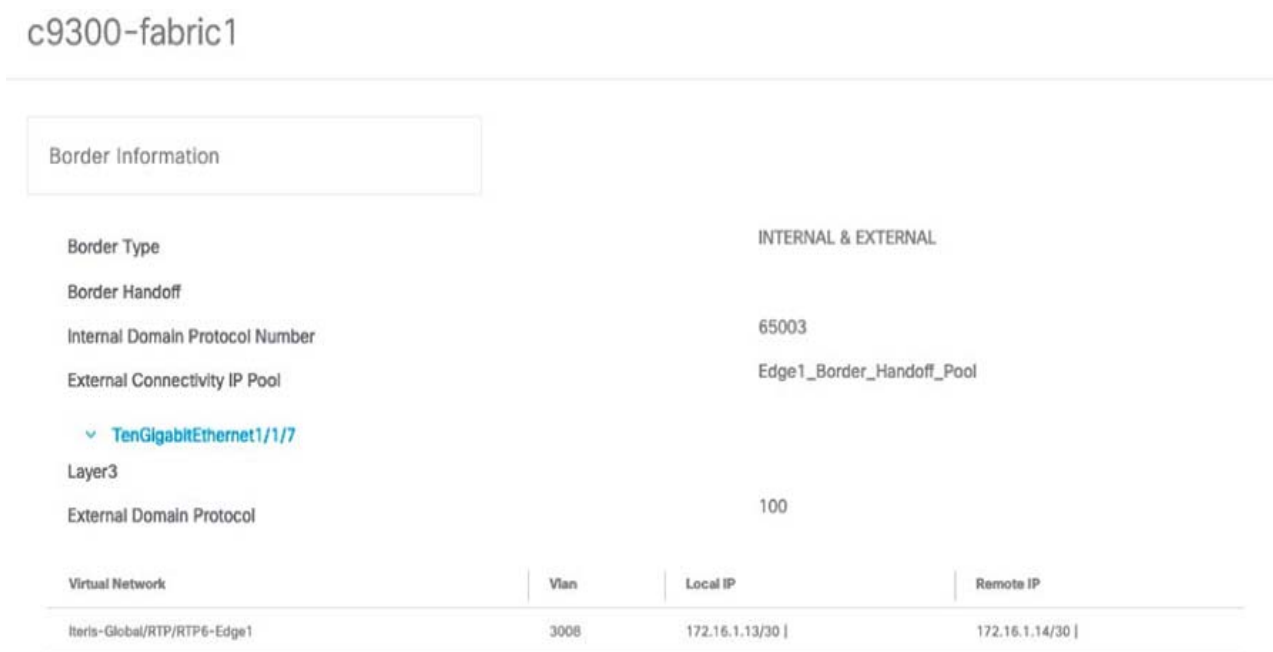 c9300-fabric1
Border Information
Border Type INTERNAL & EXTERNAL
Border Handoff
Internal Domain Protocol Number 65003
External Connectivity IP Pool Edge1_Border_Handoff_Pool
TenGigabitEthernet1/1/7
Layer3
External Domain Protocol 100
Virtual Network Vlan Local IP Remote IP
Iteris-Global/RTP/RTP6-Edge1 3008 172.16.1.13/30 | 172.16.1.14/30 |